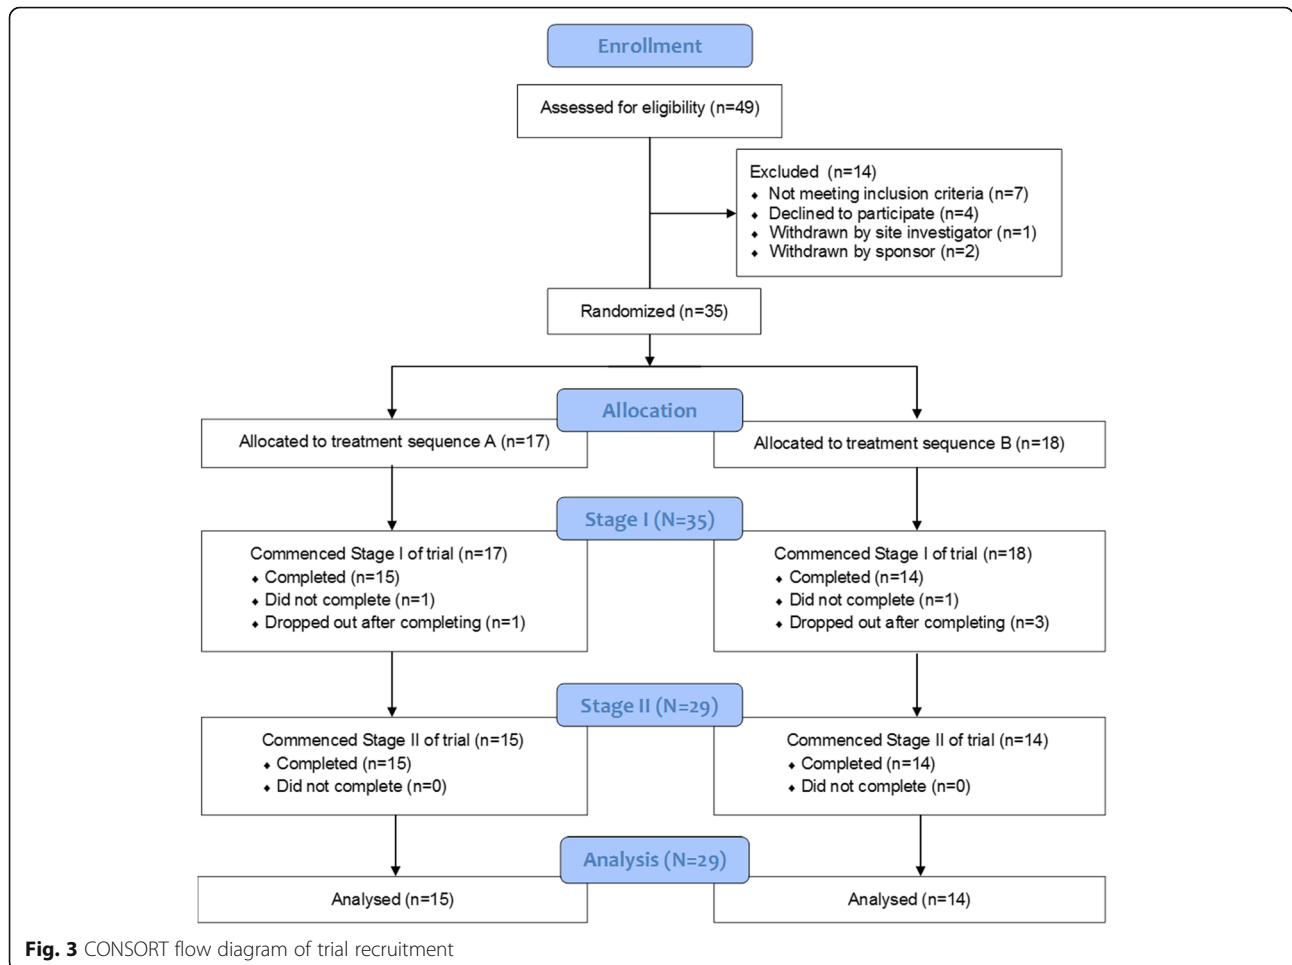 Enrollment
Assessed for eligibility (n=49)
Excluded (n=14)
⬥ Not meeting inclusion criteria (n=7)
⬥ Declined to participate (n=4)
⬥ Withdrawn by site investigator (n=1)
⬥ Withdrawn by sponsor (n=2)
Randomized (n=35)
Allocation
Allocated to treatment sequence A (n=17)
Allocated to treatment sequence B (n=18)
Stage I (N=35)
Commenced Stage I of trial (n=17)
⬥ Completed (n=15)
⬥ Did not complete (n=1)
⬥ Dropped out after completing (n=1)
Commenced Stage I of trial (n=18)
⬥ Completed (n=14)
⬥ Did not complete (n=1)
⬥ Dropped out after completing (n=3)
Stage II (N=29)
Commenced Stage II of trial (n=15)
⬥ Completed (n=15)
⬥ Did not complete (n=0)
Commenced Stage II of trial (n=14)
⬥ Completed (n=14)
⬥ Did not complete (n=0)
Analysis (N=29)
Analysed (n=15)
Analysed (n=14)
Fig. 3 CONSORT flow diagram of trial recruitment